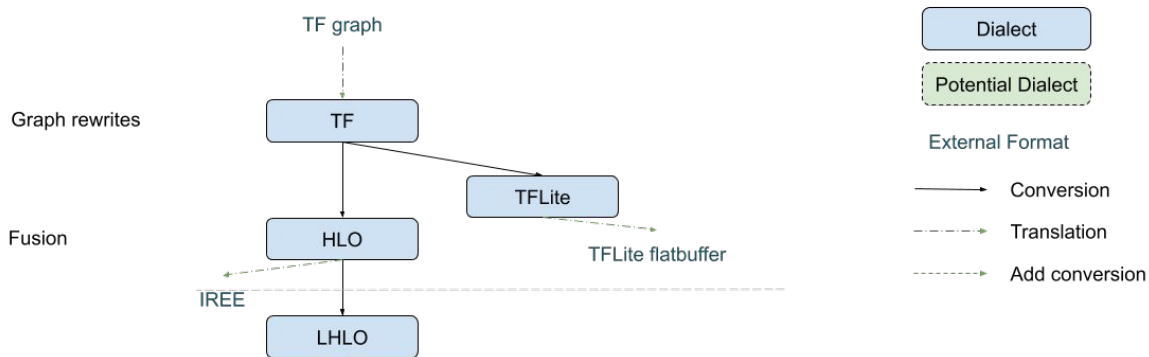 TF graph
Graph rewrites
TF
TFLite
Fusion
HLO
TFLite flatbuffer
IREE
LHLO
Dialect
Potential Dialect
External Format
Conversion
Translation
Add conversion